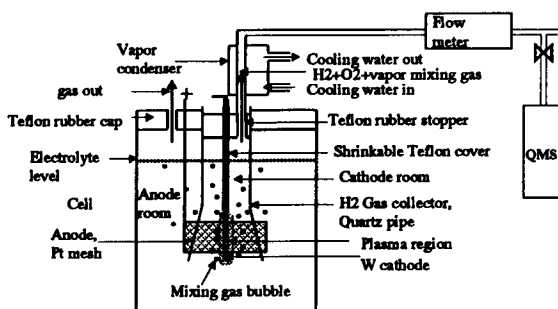 Flow
meter
Vapor
condenser
Cooling water out
H2+O2+vapor mixing gas
Cooling water in
gas out
Teflon rubber cap
Teflon rubber stopper
QMS
Electrolyte
level
Shrinkable Teflon cover
Cathode room
Anode
room
Cell
H2 Gas collector,
Quartz pipe
Anode,
Pt mesh
Plasma region
W cathode
Mixing gas bubble